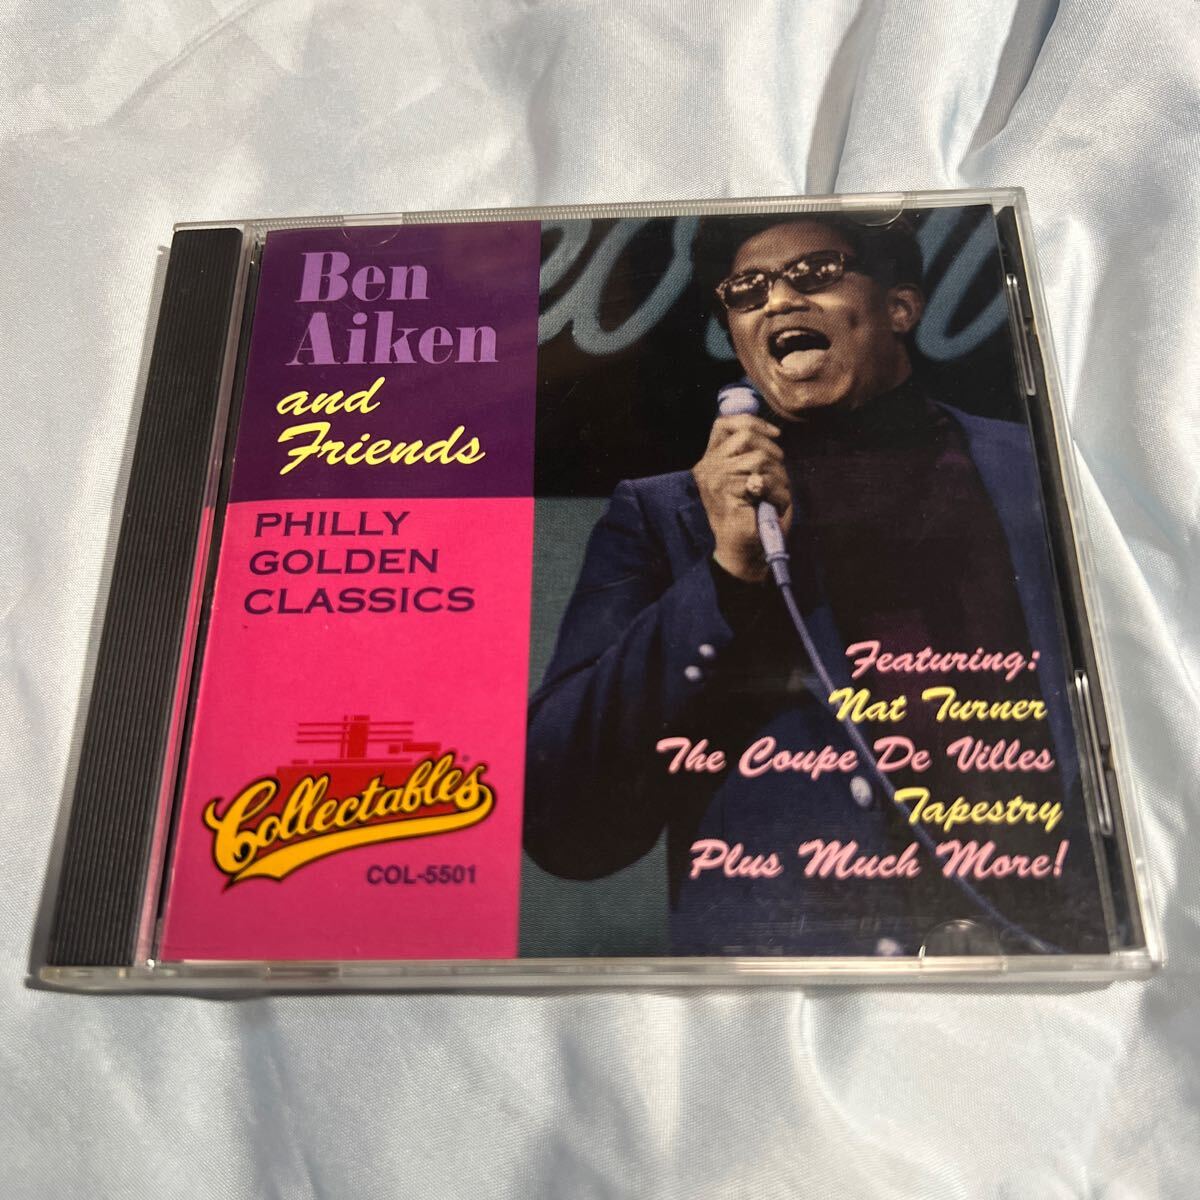 Ben
Aiken
and
Friends
PHILLY
GOLDEN
CLASSICS
Collectables
COL-5501
Featuring:
Nat Turner
The Coupe De Villes
Tapestry
Plus Much More!